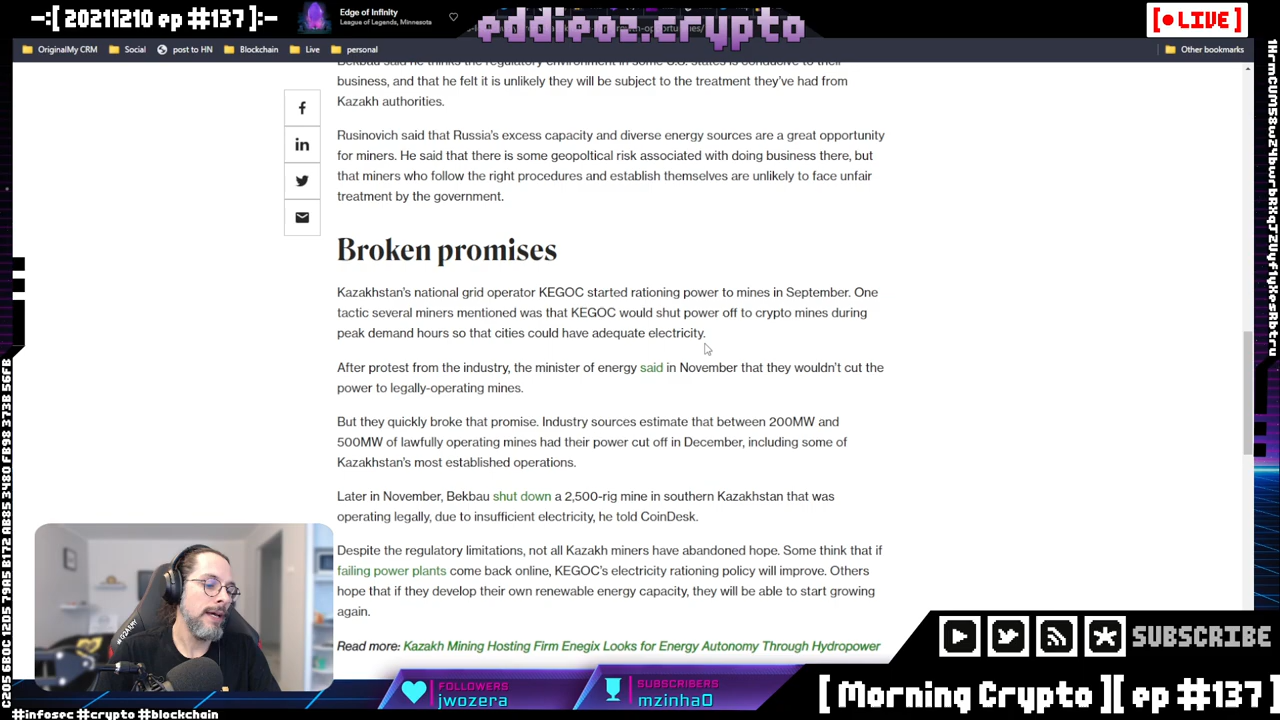 -:[ 20211210 ep #137]:-
Edge of Infinity
League of Legends, Minnesota
eddieoz.crypto
[● LIVE]
OriginalMy CRM
Social
post to HN
Blockchain
Live
personal
Other bookmarks
Bekbau said he thinks the regulatory environment in some U.S. states is conducive to their
business, and that he felt it is unlikely they will be subject to the treatment they've had from
Kazakh authorities.
Rusinovich said that Russia's excess capacity and diverse energy sources are a great opportunity
for miners. He said that there is some geopoltical risk associated with doing business there, but
that miners who follow the right procedures and establish themselves are unlikely to face unfair
treatment by the government.
Broken promises
Kazakhstan's national grid operator KEGOC started rationing power to mines in September. One
tactic several miners mentioned was that KEGOC would shut power off to crypto mines during
peak demand hours so that cities could have adequate electricity.
After protest from the industry, the minister of energy said in November that they wouldn't cut the
power to legally-operating mines.
But they quickly broke that promise. Industry sources estimate that between 200MW and
500MW of lawfully operating mines had their power cut off in December, including some of
Kazakhstan's most established operations.
Later in November, Bekbau shut down a 2,500-rig mine in southern Kazakhstan that was
operating legally, due to insufficient electricity, he told CoinDesk.
Despite the regulatory limitations, not all Kazakh miners have abandoned hope. Some think that if
failing power plants come back online, KEGOC's electricity rationing policy will improve. Others
hope that if they develop their own renewable energy capacity, they will be able to start growing
again.
Read more: Kazakh Mining Hosting Firm Enegix Looks for Energy Autonomy Through Hydropower
SUBSCRIBE
FOLLOWERS
jwozera
SUBSCRIBERS
mzinha0
[ Morning Crypto ][ ep #137 ]
#infosec #crypto #blockchain